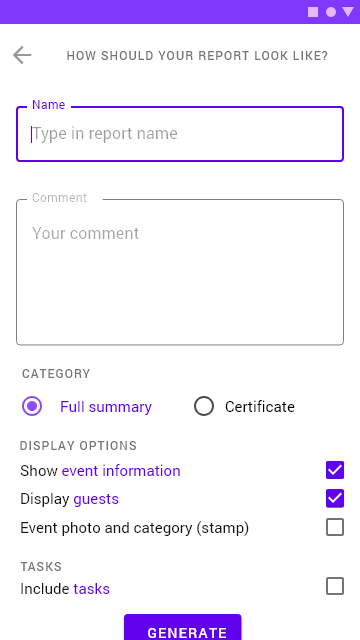 HOW SHOULD YOUR REPORT LOOK LIKE?
Name
Type in report name
Comment
Your comment
CATEGORY
Full summary
Certificate
DISPLAY OPTIONS
Show event information
Display guests
Event photo and category (stamp)
TASKS
Include tasks
GENERATE